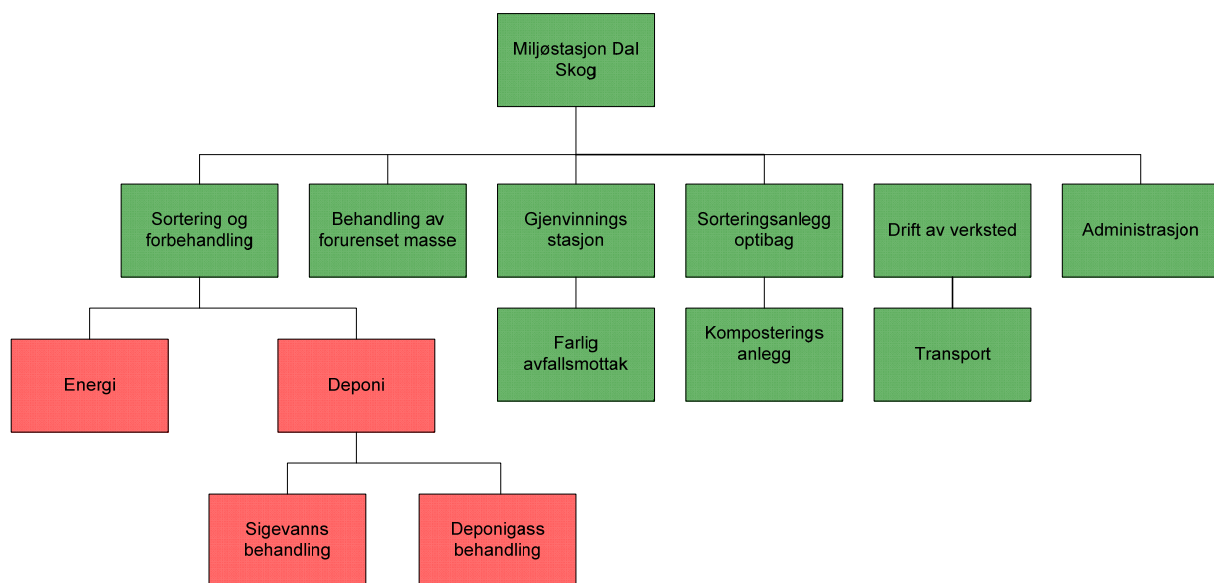 Miljøstasjon Dal
Skog
Sortering og
forbehandling
Behandling av
forurenset masse
Gjenvinnings
stasjon
Sorteringsanlegg
optibag
Drift av verksted
Administrasjon
Energi
Deponi
Farlig
avfallsmottak
Komposterings
anlegg
Transport
Sigevanns
behandling
Deponigass
behandling